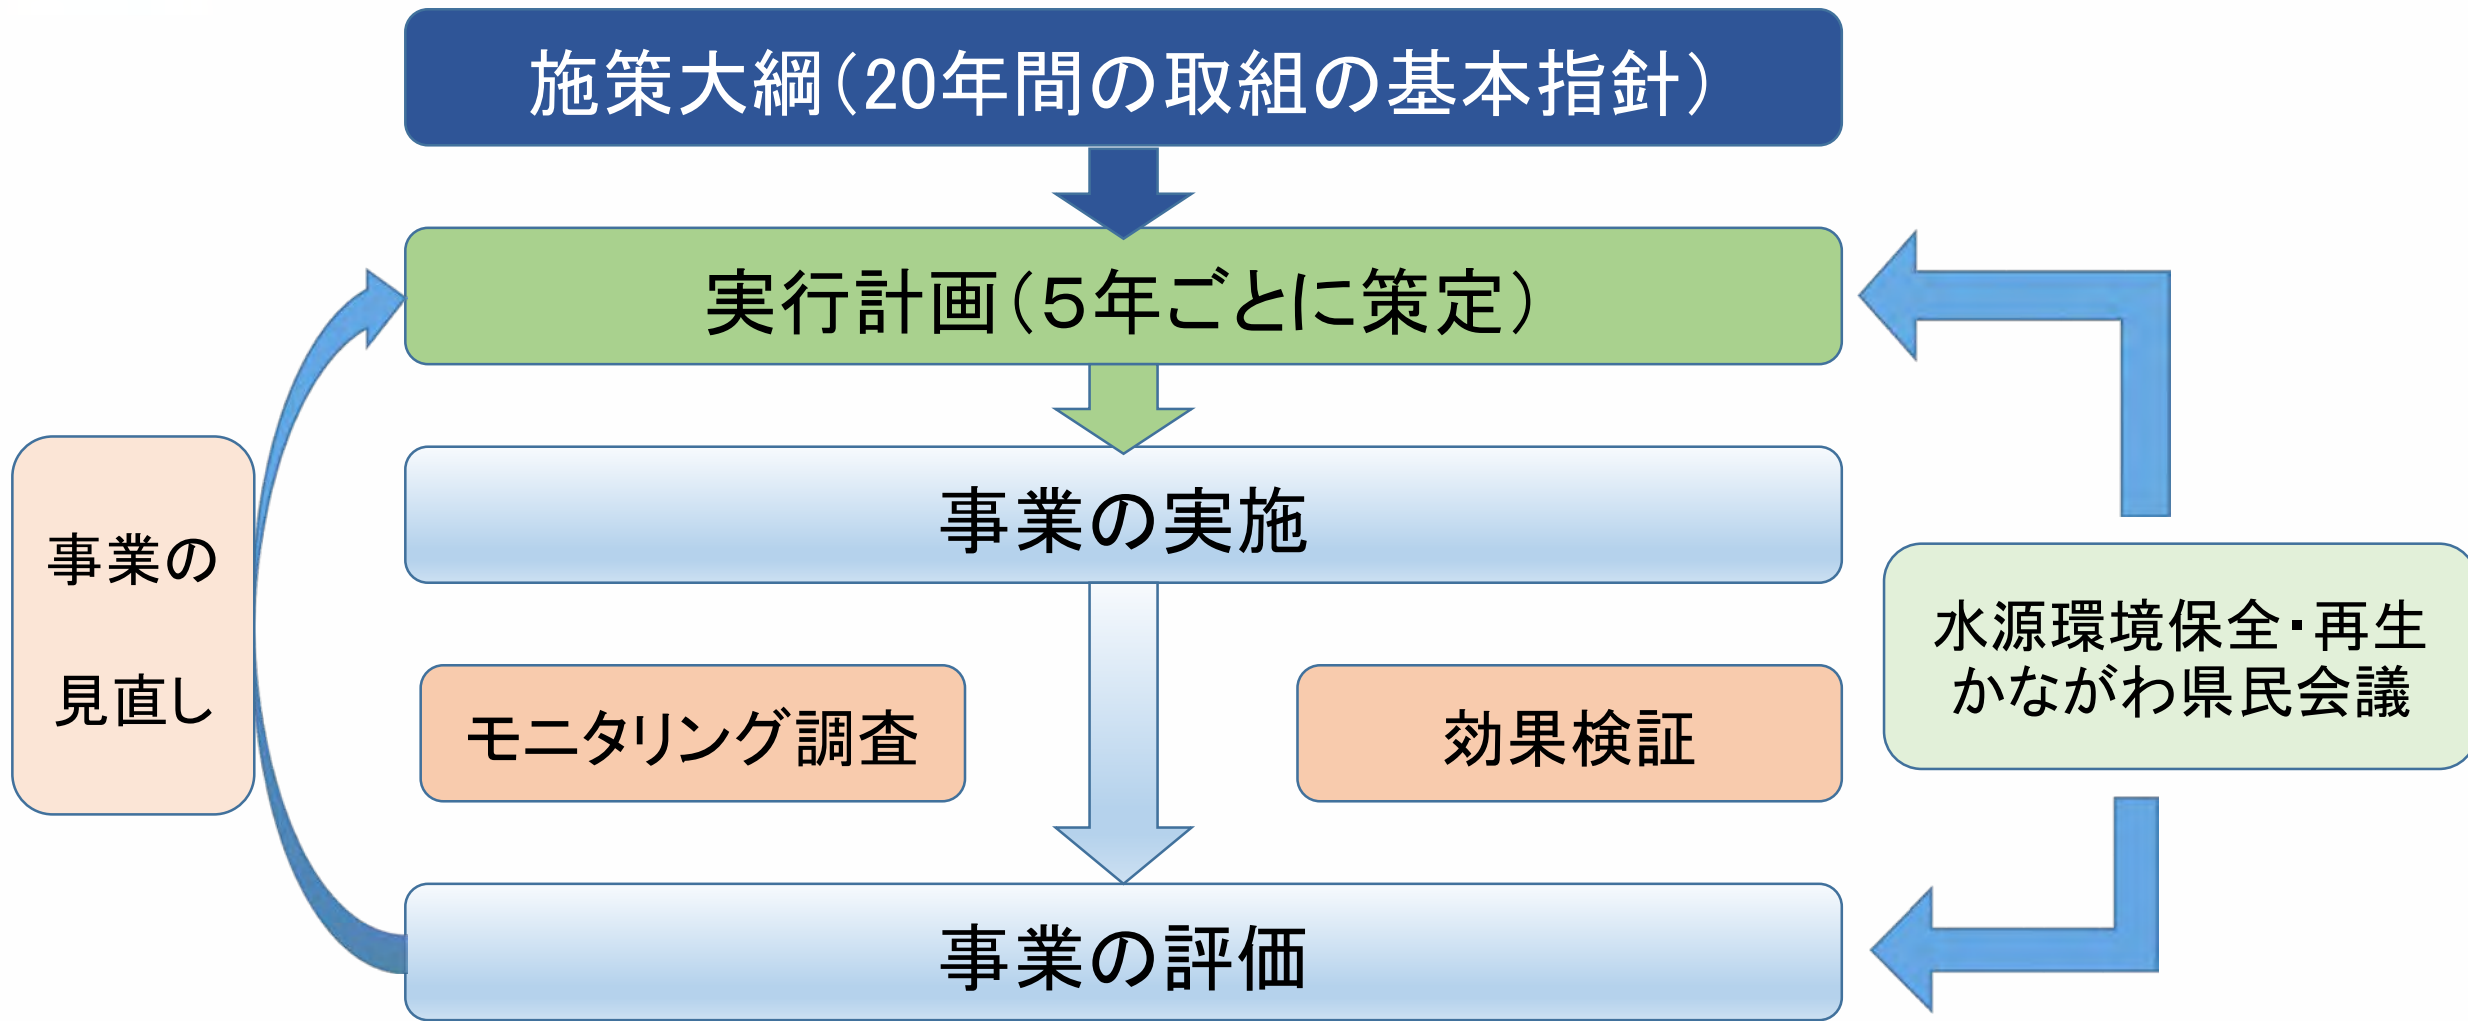 施策大綱（20年間の取組の基本指針）
実行計画（５年ごとに策定）
事業の実施
事業の
見直し
モニタリング調査
効果検証
水源環境保全・再生
かながわ県民会議
事業の評価